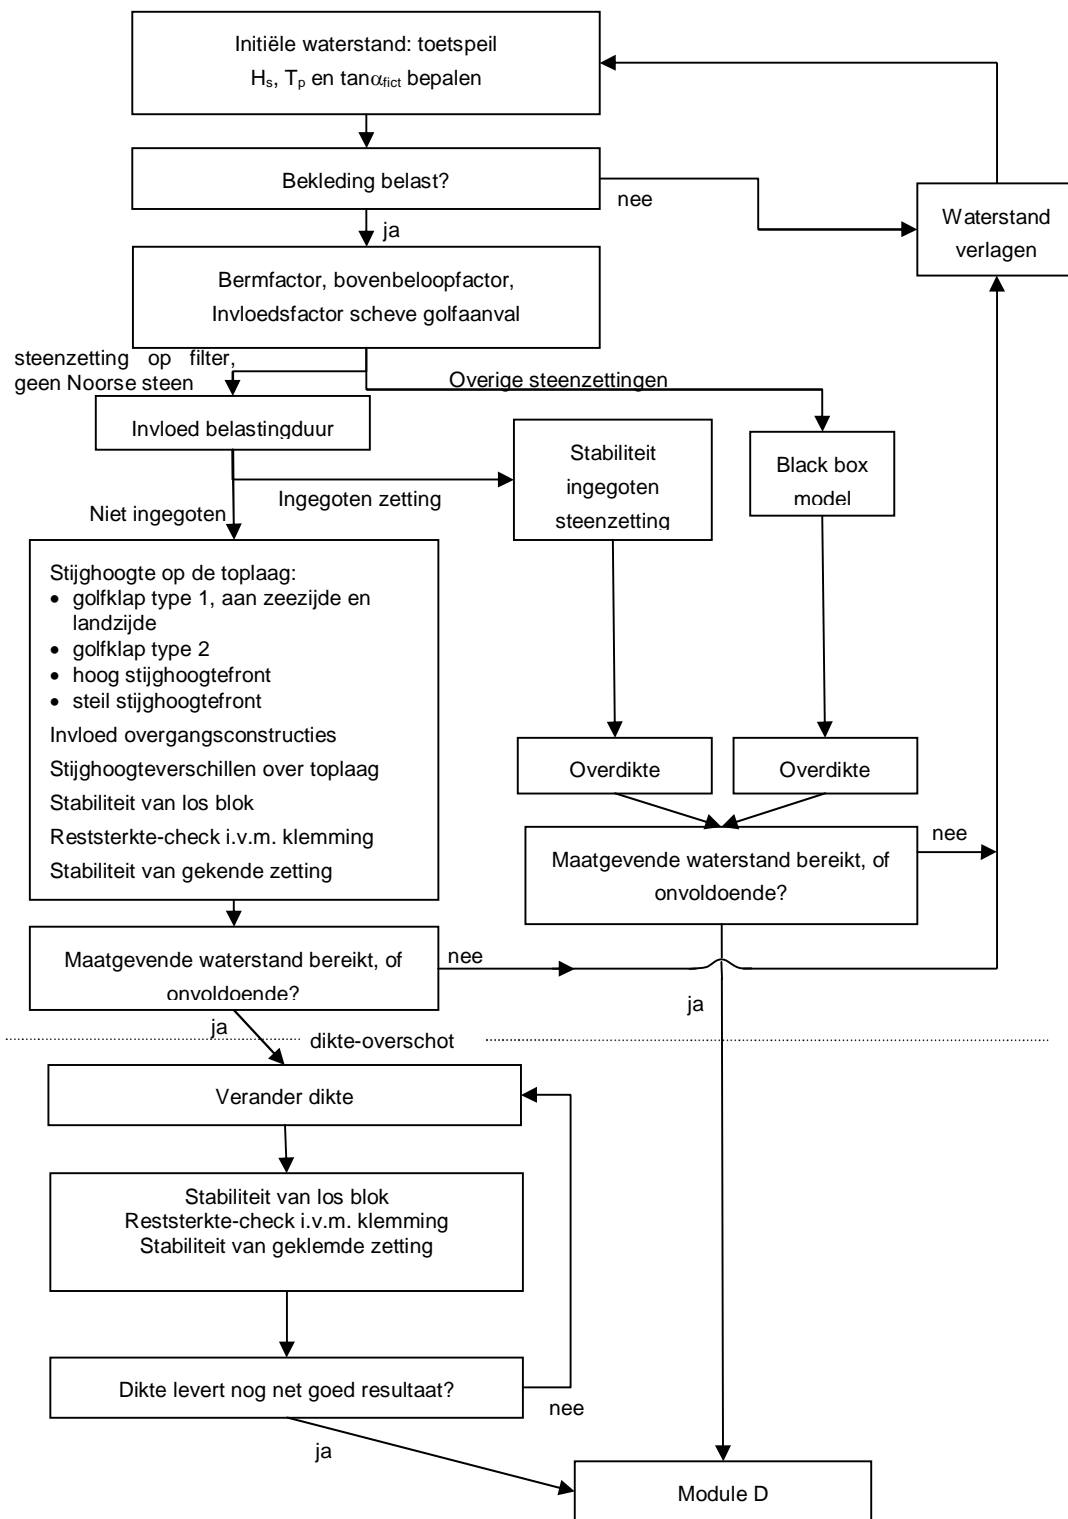 Initiële waterstand: toetspeil
Hs, Tp en tanαfict bepalen
Bekleding belast?
nee
Waterstand
verlagen
ja
Bermfactor, bovenbeloopfactor,
Invloedsfactor scheve golfaanval
steenzetting op filter,
geen Noorse steen
Overige steenzettingen
Invloed belastingduur
Stabiliteit
ingegoten
steenzetting
Black box
model
Ingegoten zetting
Niet ingegoten
Stijghoogte op de toplaag:
• golfklap type 1, aan zeezijde en
landzijde
• golfklap type 2
• hoog stijghoogtefront
• steil stijghoogtefront
Invloed overgangsconstructies
Stijghoogteverschillen over toplaag
Stabiliteit van los blok
Reststerkte-check i.v.m. klemming
Stabiliteit van gekende zetting
Overdikte
Overdikte
Maatgevende waterstand bereikt, of
onvoldoende?
nee
Maatgevende waterstand bereikt, of
onvoldoende?
nee
ja
ja
dikte-overschot
Verander dikte
Stabiliteit van los blok
Reststerkte-check i.v.m. klemming
Stabiliteit van geklemde zetting
Dikte levert nog net goed resultaat?
nee
ja
Module D